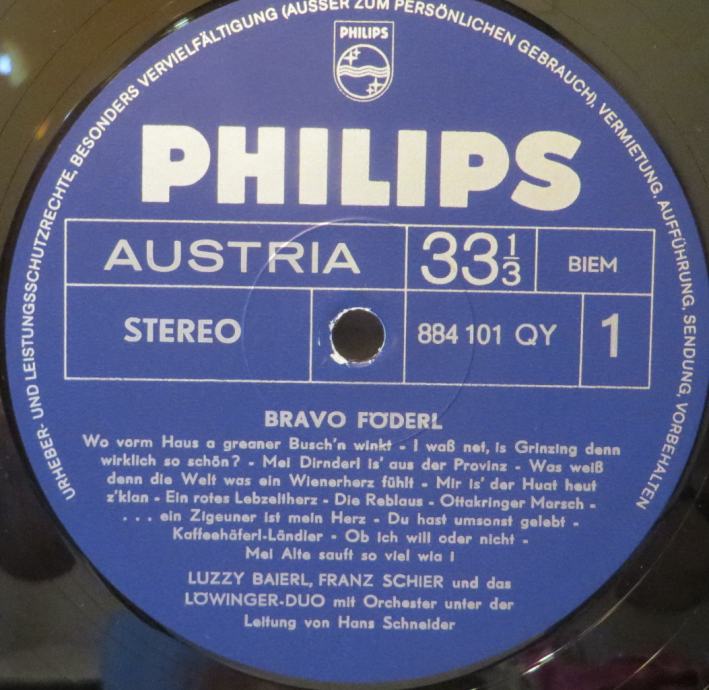 URHEBER- UND LEISTUNGSSCHUTZRECHTE, BESONDERS VERVIELFÄLTIGUNG (AUSSER ZUM PERSÖNLICHEN GEBRAUCH), VERMIETUNG, AUFFÜHRUNG, SENDUNG, VORBEHALTEN
PHILIPS
PHILIPS
AUSTRIA 33 1/3 BIEM
STEREO 884 101 QY 1
BRAVO FÖDERL
Wo vorm Haus a greaner Busch'n winkt - I waß net, is Grinzing denn
wirklich so schön? - Mei Dirnderl is' aus der Provinz - Was weiß
denn die Welt was ein Wienerherz fühlt - Mir is' der Huat heut
z'klan - Ein rotes Lebzeltherz - Die Reblaus - Ottakringer Marsch -
. . . ein Zigeuner ist mein Herz - Du hast umsonst gelebt -
Kaffeehäferl-Ländler - Ob ich will oder nicht -
Mei Alte sauft so viel wia i
LUZZY BAIERL, FRANZ SCHIER und das
LÖWINGER-DUO mit Orchester unter der
Leitung von Hans Schneider